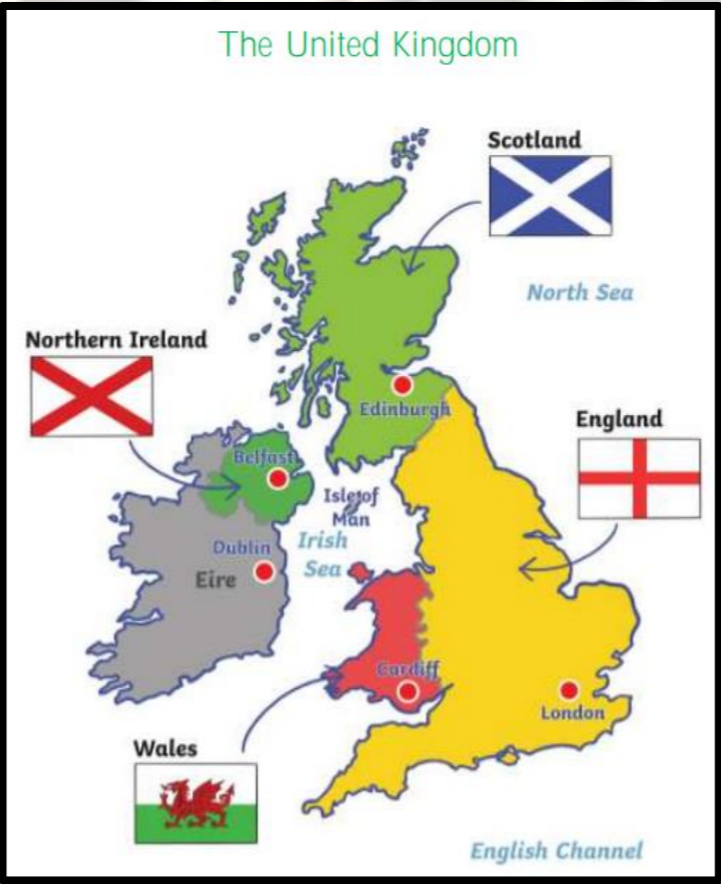 The United Kingdom
Scotland
North Sea
Northern Ireland
Edinburgh
England
Belfast
Isle of
Man
Irish
Sea
Dublin
Eire
Cardiff
London
Wales
English Channel